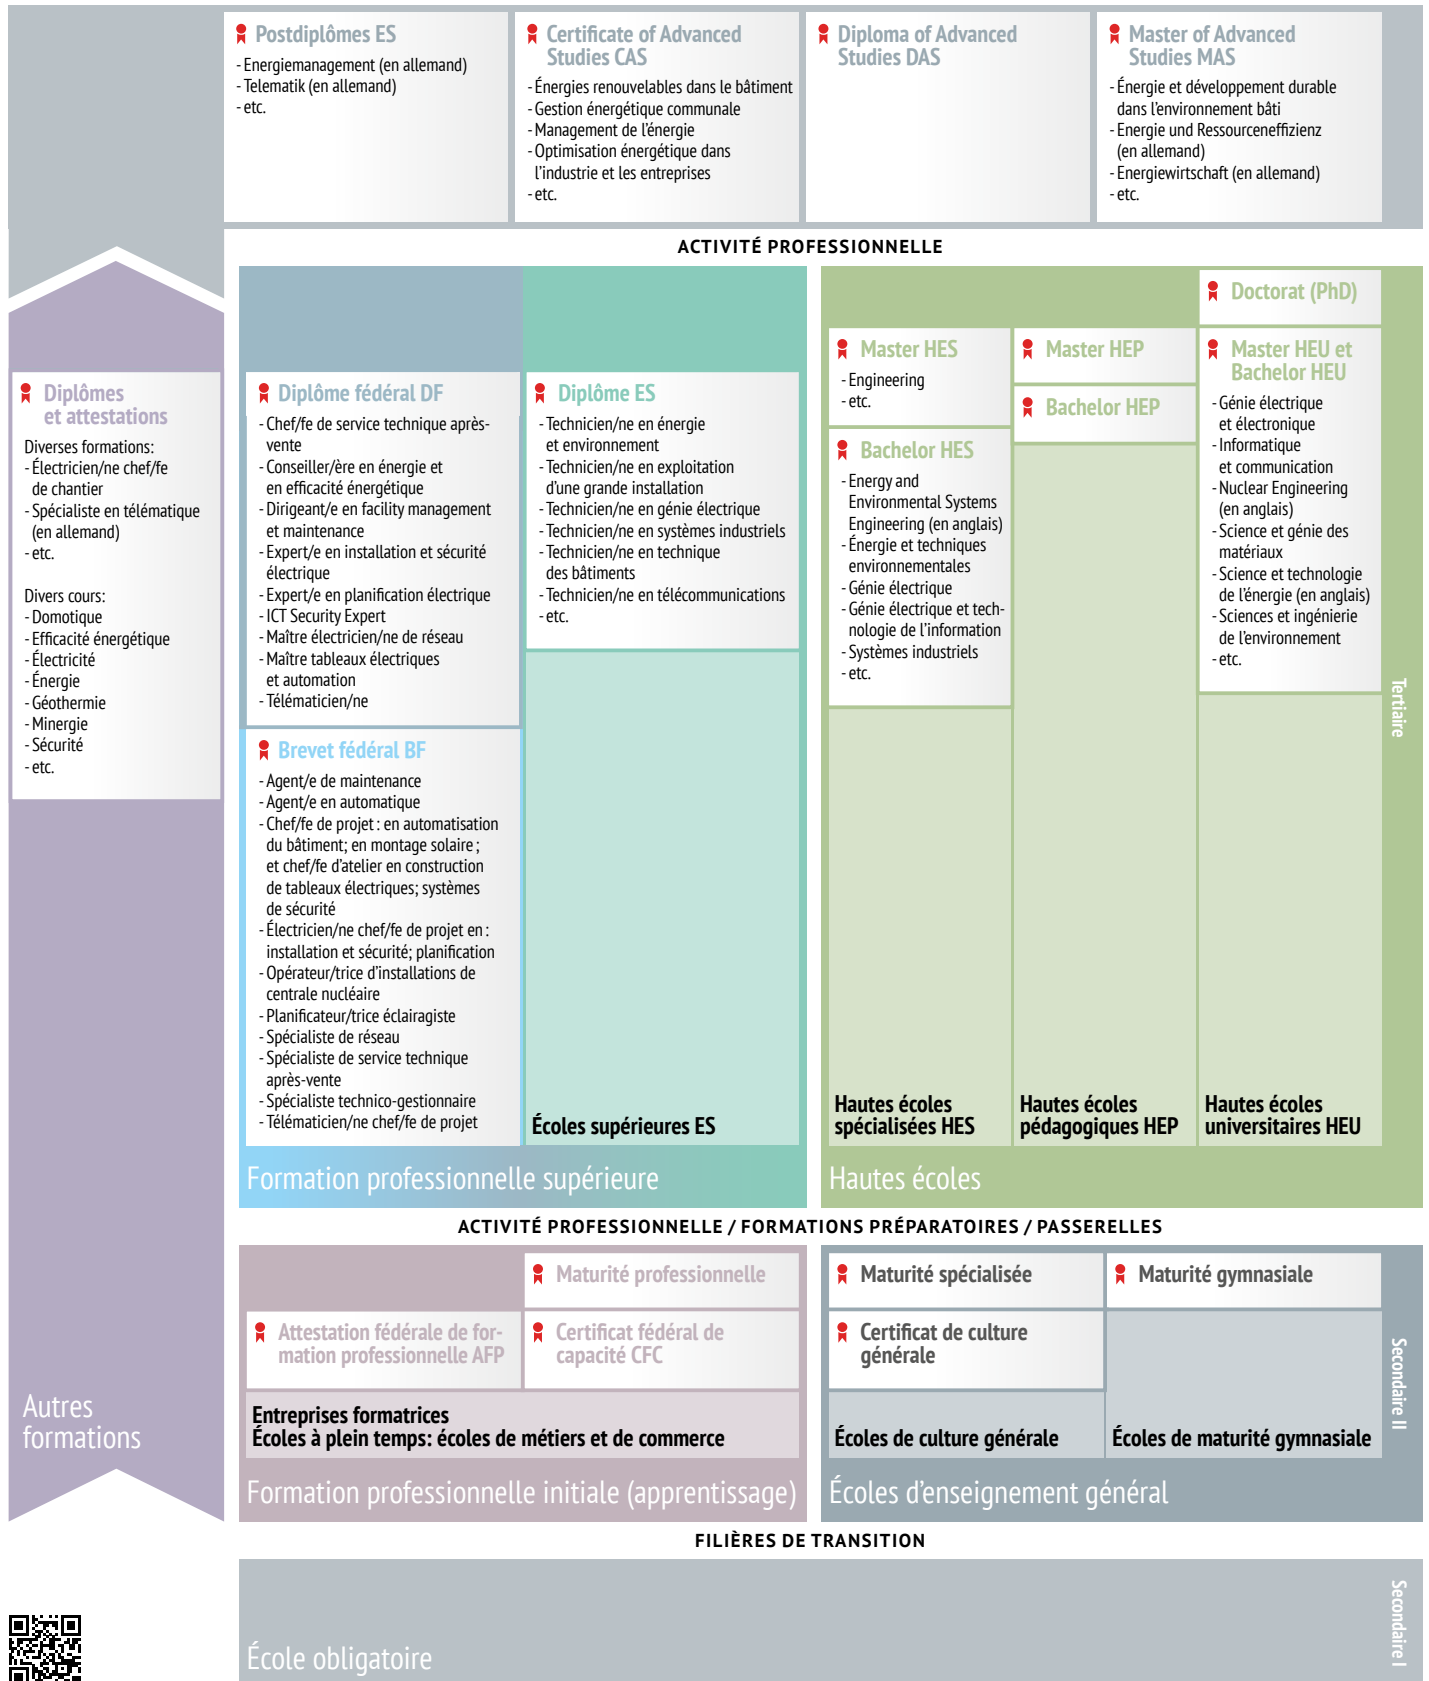 Postdiplômes ES
- Energiemanagement (en allemand)
- Telematik (en allemand)
- etc.
Certificate of Advanced
Studies CAS
- Énergies renouvelables dans le bâtiment
- Gestion énergétique communale
- Management de l'énergie
- Optimisation énergétique dans
l'industrie et les entreprises
- etc.
Diploma of Advanced
Studies DAS
Master of Advanced
Studies MAS
- Énergie et développement durable
dans l'environnement bâti
- Energie und Ressourceneffizienz
(en allemand)
- Energiewirtschaft (en allemand)
- etc.
ACTIVITÉ PROFESSIONNELLE
Diplômes
et attestations
Diverses formations:
- Électricien/ne chef/fe
de chantier
- Spécialiste en télématique
(en allemand)
- etc.
Divers cours:
- Domotique
- Efficacité énergétique
- Électricité
- Énergie
- Géothermie
- Minergie
- Sécurité
- etc.
Autres
formations
Diplôme fédéral DF
- Chef/fe de service technique après-
vente
- Conseiller/ère en énergie et
en efficacité énergétique
- Dirigeant/e en facility management
et maintenance
- Expert/e en installation et sécurité
électrique
- Expert/e en planification électrique
- ICT Security Expert
- Maître électricien/ne de réseau
- Maître tableaux électriques
et automation
- Télématicien/ne
Brevet fédéral BF
- Agent/e de maintenance
- Agent/e en automatique
- Chef/fe de projet : en automatisation
du bâtiment; en montage solaire ;
et chef/fe d'atelier en construction
de tableaux électriques; systèmes
de sécurité
- Électricien/ne chef/fe de projet en :
installation et sécurité; planification
- Opérateur/trice d'installations de
centrale nucléaire
- Planificateur/trice éclairagiste
- Spécialiste de réseau
- Spécialiste de service technique
après-vente
- Spécialiste technico-gestionnaire
- Télématicien/ne chef/fe de projet
Diplôme ES
- Technicien/ne en énergie
et environnement
- Technicien/ne en exploitation
d'une grande installation
- Technicien/ne en génie électrique
- Technicien/ne en systèmes industriels
- Technicien/ne en technique
des bâtiments
- Technicien/ne en télécommunications
- etc.
Écoles supérieures ES
Formation professionnelle supérieure
Master HES
- Engineering
- etc.
Bachelor HES
- Energy and
Environmental Systems
Engineering (en anglais)
- Énergie et techniques
environnementales
- Génie électrique
- Génie électrique et tech-
nologie de l'information
- Systèmes industriels
- etc.
Hautes écoles
spécialisées HES
Master HEP
Bachelor HEP
Hautes écoles
pédagogiques HEP
Doctorat (PhD)
Master HEU et
Bachelor HEU
- Génie électrique
et électronique
- Informatique
et communication
- Nuclear Engineering
(en anglais)
- Science et génie des
matériaux
- Science et technologie
de l'énergie (en anglais)
- Sciences et ingénierie
de l'environnement
- etc.
Hautes écoles
universitaires HEU
Hautes écoles
Tertiaire
ACTIVITÉ PROFESSIONNELLE / FORMATIONS PRÉPARATOIRES / PASSERELLES
Maturité professionnelle
Attestation fédérale de for-
mation professionnelle AFP
Certificat fédéral de
capacité CFC
Entreprises formatrices
Écoles à plein temps: écoles de métiers et de commerce
Formation professionnelle initiale (apprentissage)
Maturité spécialisée
Certificat de culture
générale
Écoles de culture générale
Maturité gymnasiale
Écoles de maturité gymnasiale
Écoles d'enseignement général
Secondaire II
FILIÈRES DE TRANSITION
École obligatoire
Secondaire I